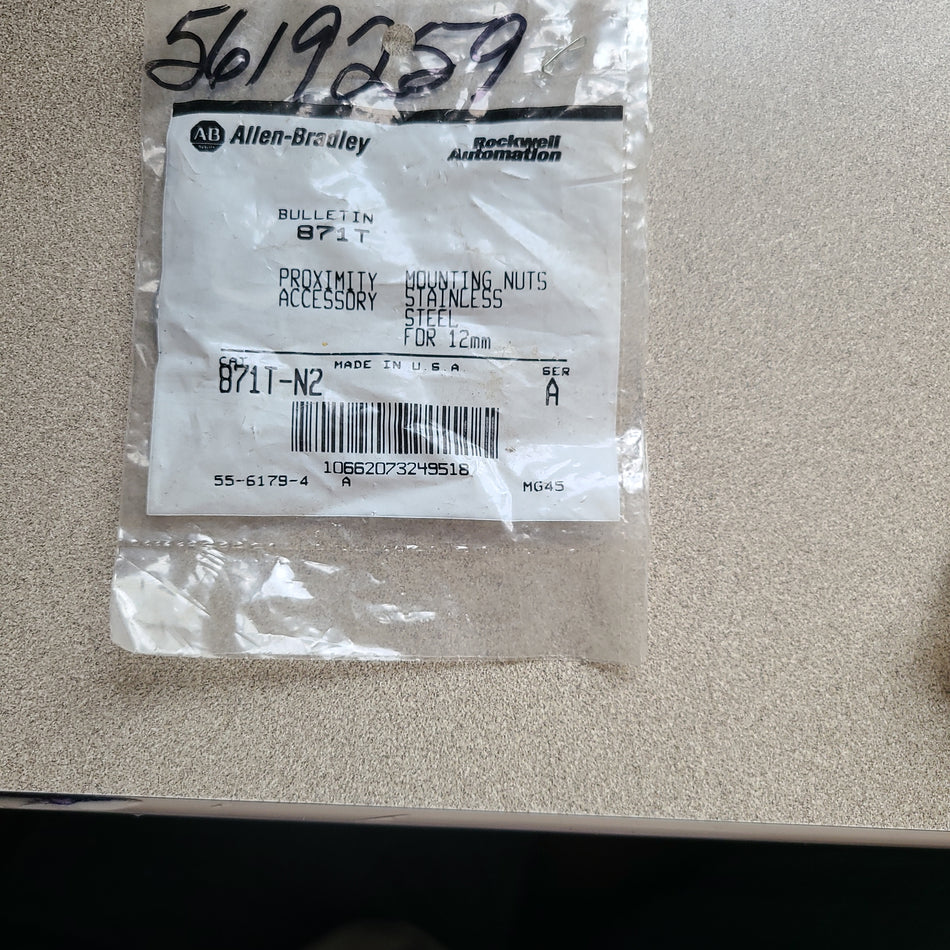 5619259
AB Allen-Bradley Rockwell Automation
BULLETIN
871T
PROXIMITY MOUNTING NUTS
ACCESSORY STAINLESS
STEEL
FOR 12mm
CAT MADE IN U.S.A. SER
871T-N2 A
10662073249518
55-6179-4 A MG45